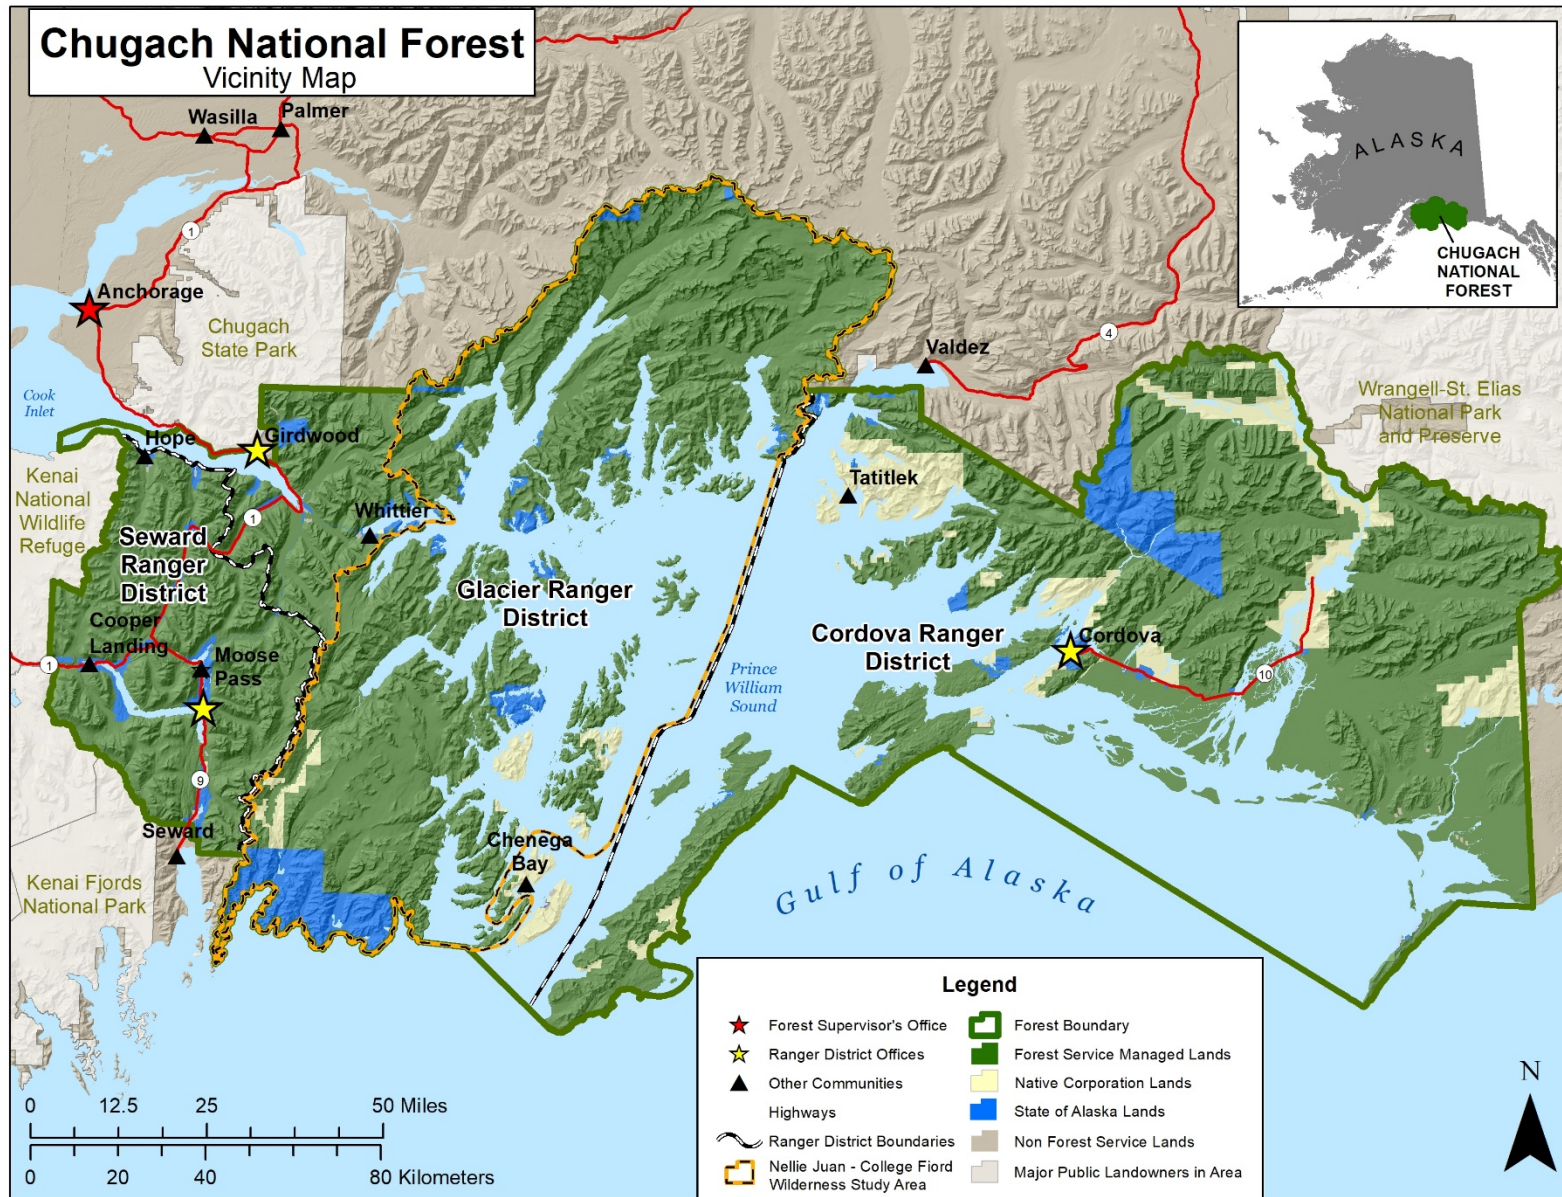 Chugach National Forest
Vicinity Map
Wasilla
Palmer
1
Anchorage
Chugach
State Park
Cook
Inlet
Hope
Girdwood
Kenai
National
Wildlife
Refuge
Whittier
1
Seward
Ranger
District
Cooper
Landing
1
Moose
Pass
9
Seward
Kenai Fjords
National Park
Glacier Ranger
District
Chenega
Bay
Prince
William
Sound
Valdez
4
Tatitlek
Cordova Ranger
District
Cordova
10
Wrangell-St. Elias
National Park
and Preserve
Gulf of Alaska
ALASKA
CHUGACH
NATIONAL
FOREST
Legend
Forest Supervisor's Office
Ranger District Offices
Other Communities
Highways
Ranger District Boundaries
Nellie Juan - College Fiord
Wilderness Study Area
Forest Boundary
Forest Service Managed Lands
Native Corporation Lands
State of Alaska Lands
Non Forest Service Lands
Major Public Landowners in Area
0 12.5 25 50 Miles
0 20 40 80 Kilometers
N